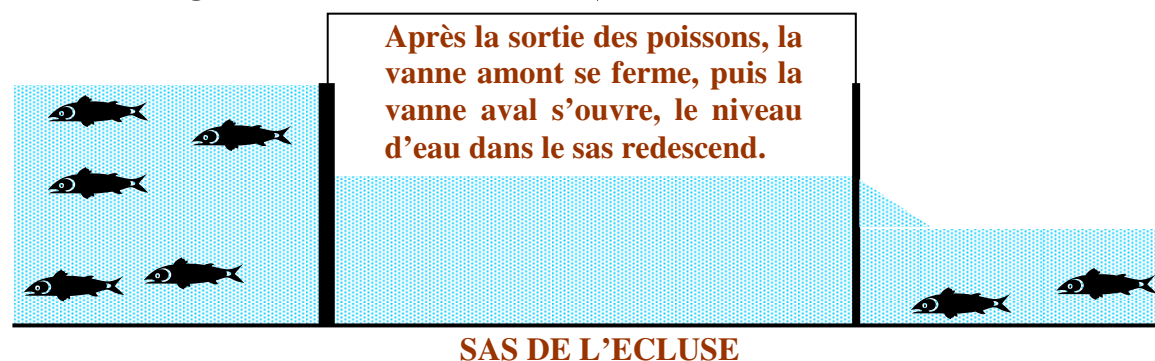 Après la sortie des poissons, la
vanne amont se ferme, puis la
vanne aval s’ouvre, le niveau
d’eau dans le sas redescend.
SAS DE L’ECLUSE